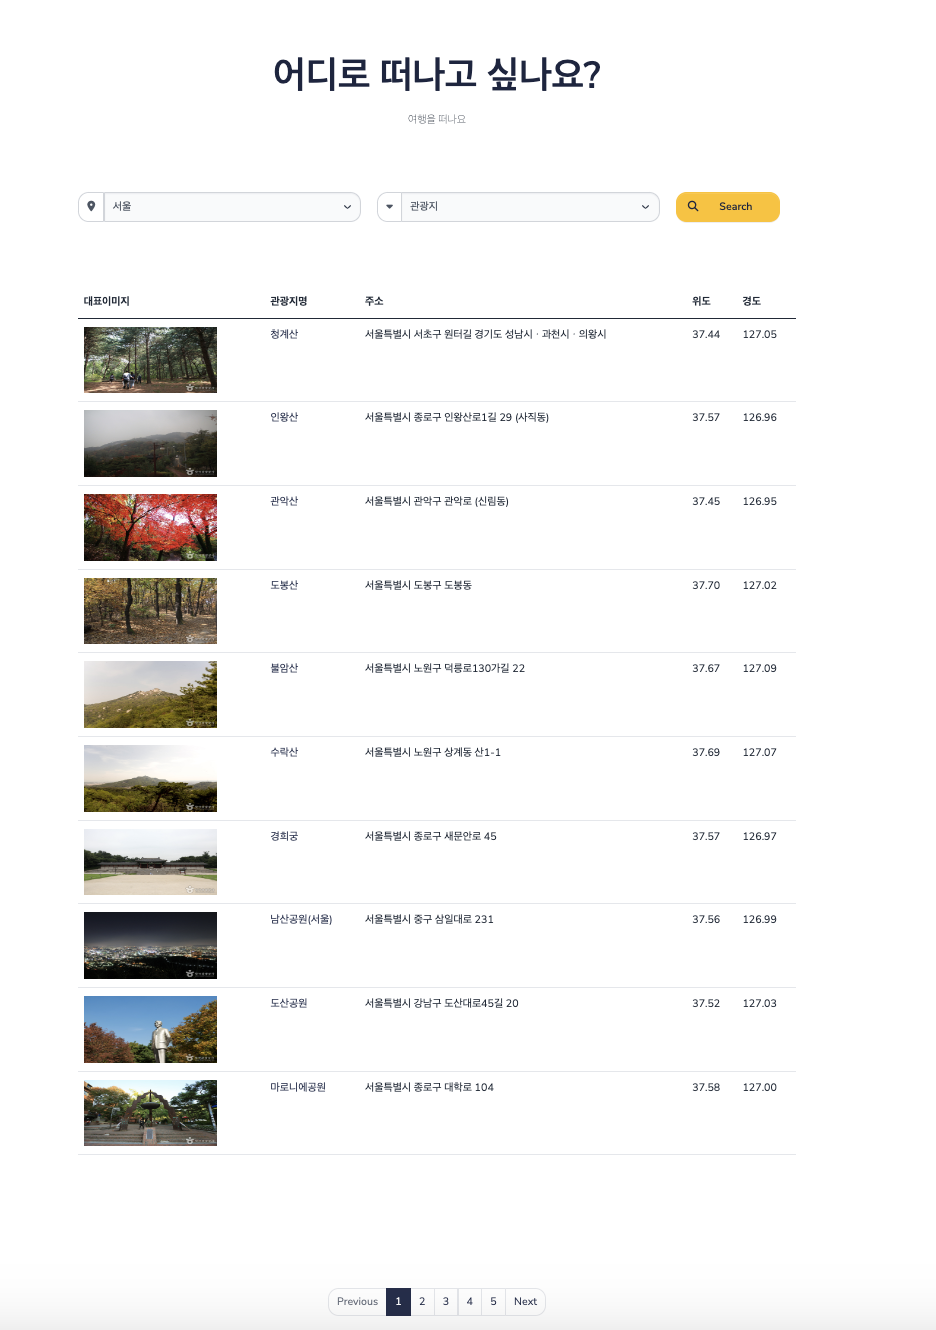 어디로 떠나고 싶나요?
여행을 떠나요
서울 관광지 Search
대표이미지 관광지명 주소 위도 경도
청계산 서울특별시 서초구 원터길 경기도 성남시 · 과천시 · 의왕시 37.44 127.05
인왕산 서울특별시 종로구 인왕산로1길 29 (사직동) 37.57 126.96
관악산 서울특별시 관악구 관악로 (신림동) 37.45 126.95
도봉산 서울특별시 도봉구 도봉동 37.70 127.02
불암산 서울특별시 노원구 덕릉로130가길 22 37.67 127.09
수락산 서울특별시 노원구 상계동 산1-1 37.69 127.07
경희궁 서울특별시 종로구 새문안로 45 37.57 126.97
남산공원(서울) 서울특별시 중구 삼일대로 231 37.56 126.99
도산공원 서울특별시 강남구 도산대로45길 20 37.52 127.03
마로니에공원 서울특별시 종로구 대학로 104 37.58 127.00
Previous 1 2 3 4 5 Next